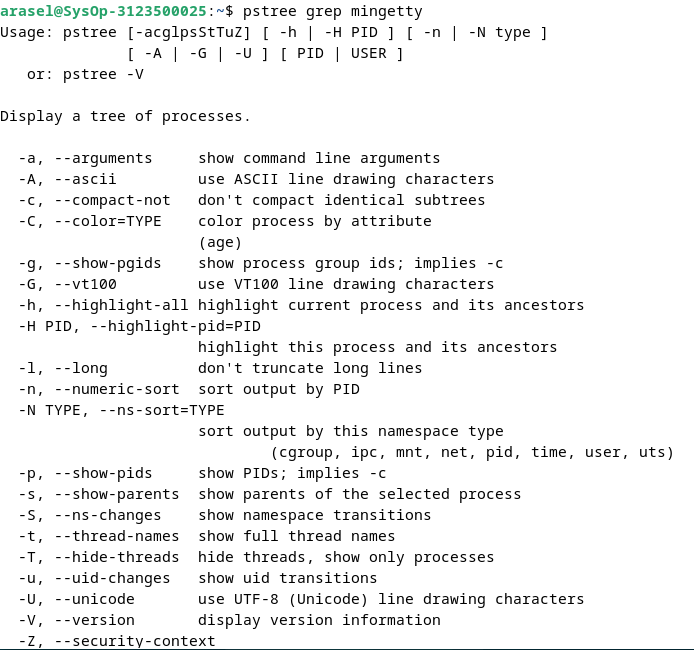 arasel@SysOp-3123500025:~$ pstree grep mingetty
Usage: pstree [-acglpsStTuZ] [ -h | -H PID ] [ -n | -N type ]
              [ -A | -G | -U ] [ PID | USER ]
   or: pstree -V

Display a tree of processes.

  -a, --arguments     show command line arguments
  -A, --ascii         use ASCII line drawing characters
  -c, --compact-not   don't compact identical subtrees
  -C, --color=TYPE    color process by attribute
                      (age)
  -g, --show-pgids    show process group ids; implies -c
  -G, --vt100         use VT100 line drawing characters
  -h, --highlight-all highlight current process and its ancestors
  -H PID, --highlight-pid=PID
                      highlight this process and its ancestors
  -l, --long          don't truncate long lines
  -n, --numeric-sort  sort output by PID
  -N TYPE, --ns-sort=TYPE
                      sort output by this namespace type
                              (cgroup, ipc, mnt, net, pid, time, user, uts)
  -p, --show-pids     show PIDs; implies -c
  -s, --show-parents  show parents of the selected process
  -S, --ns-changes    show namespace transitions
  -t, --thread-names  show full thread names
  -T, --hide-threads  hide threads, show only processes
  -u, --uid-changes   show uid transitions
  -U, --unicode       use UTF-8 (Unicode) line drawing characters
  -V, --version       display version information
  -Z, --security-context